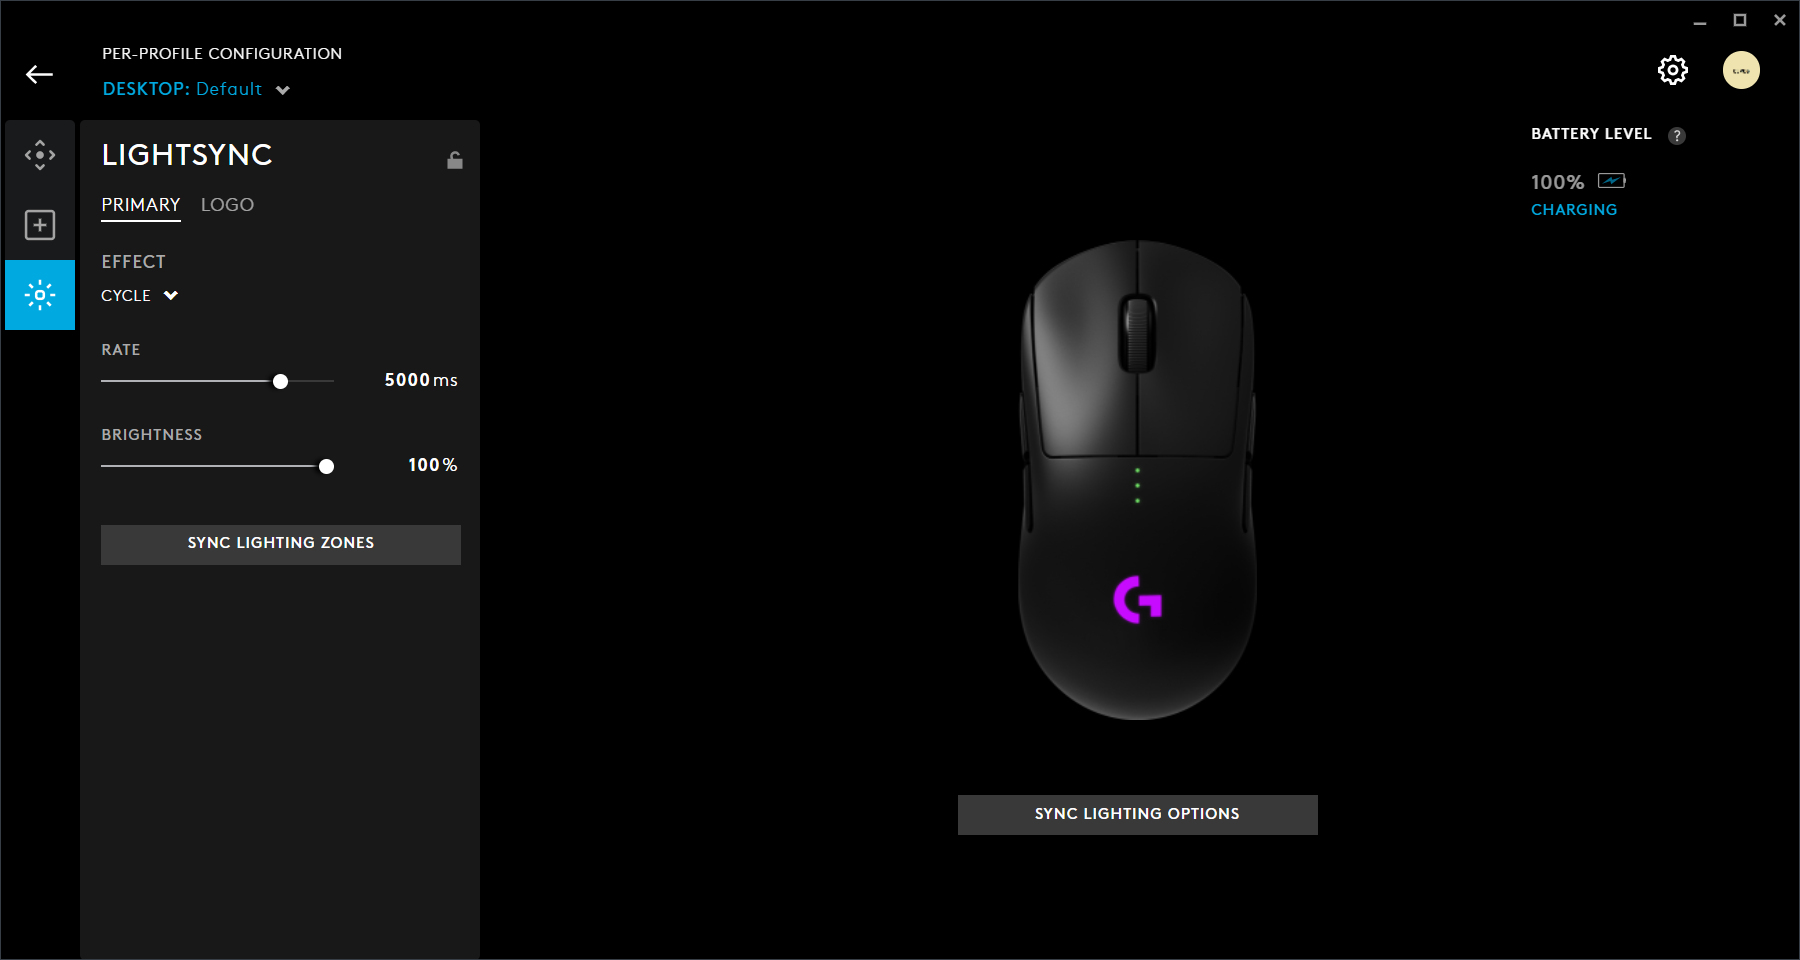 PER-PROFILE CONFIGURATION
DESKTOP: Default
LIGHTSYNC
PRIMARY LOGO
EFFECT
CYCLE
RATE
5000 ms
BRIGHTNESS
100 %
SYNC LIGHTING ZONES
BATTERY LEVEL ?
100%
CHARGING
G
SYNC LIGHTING OPTIONS